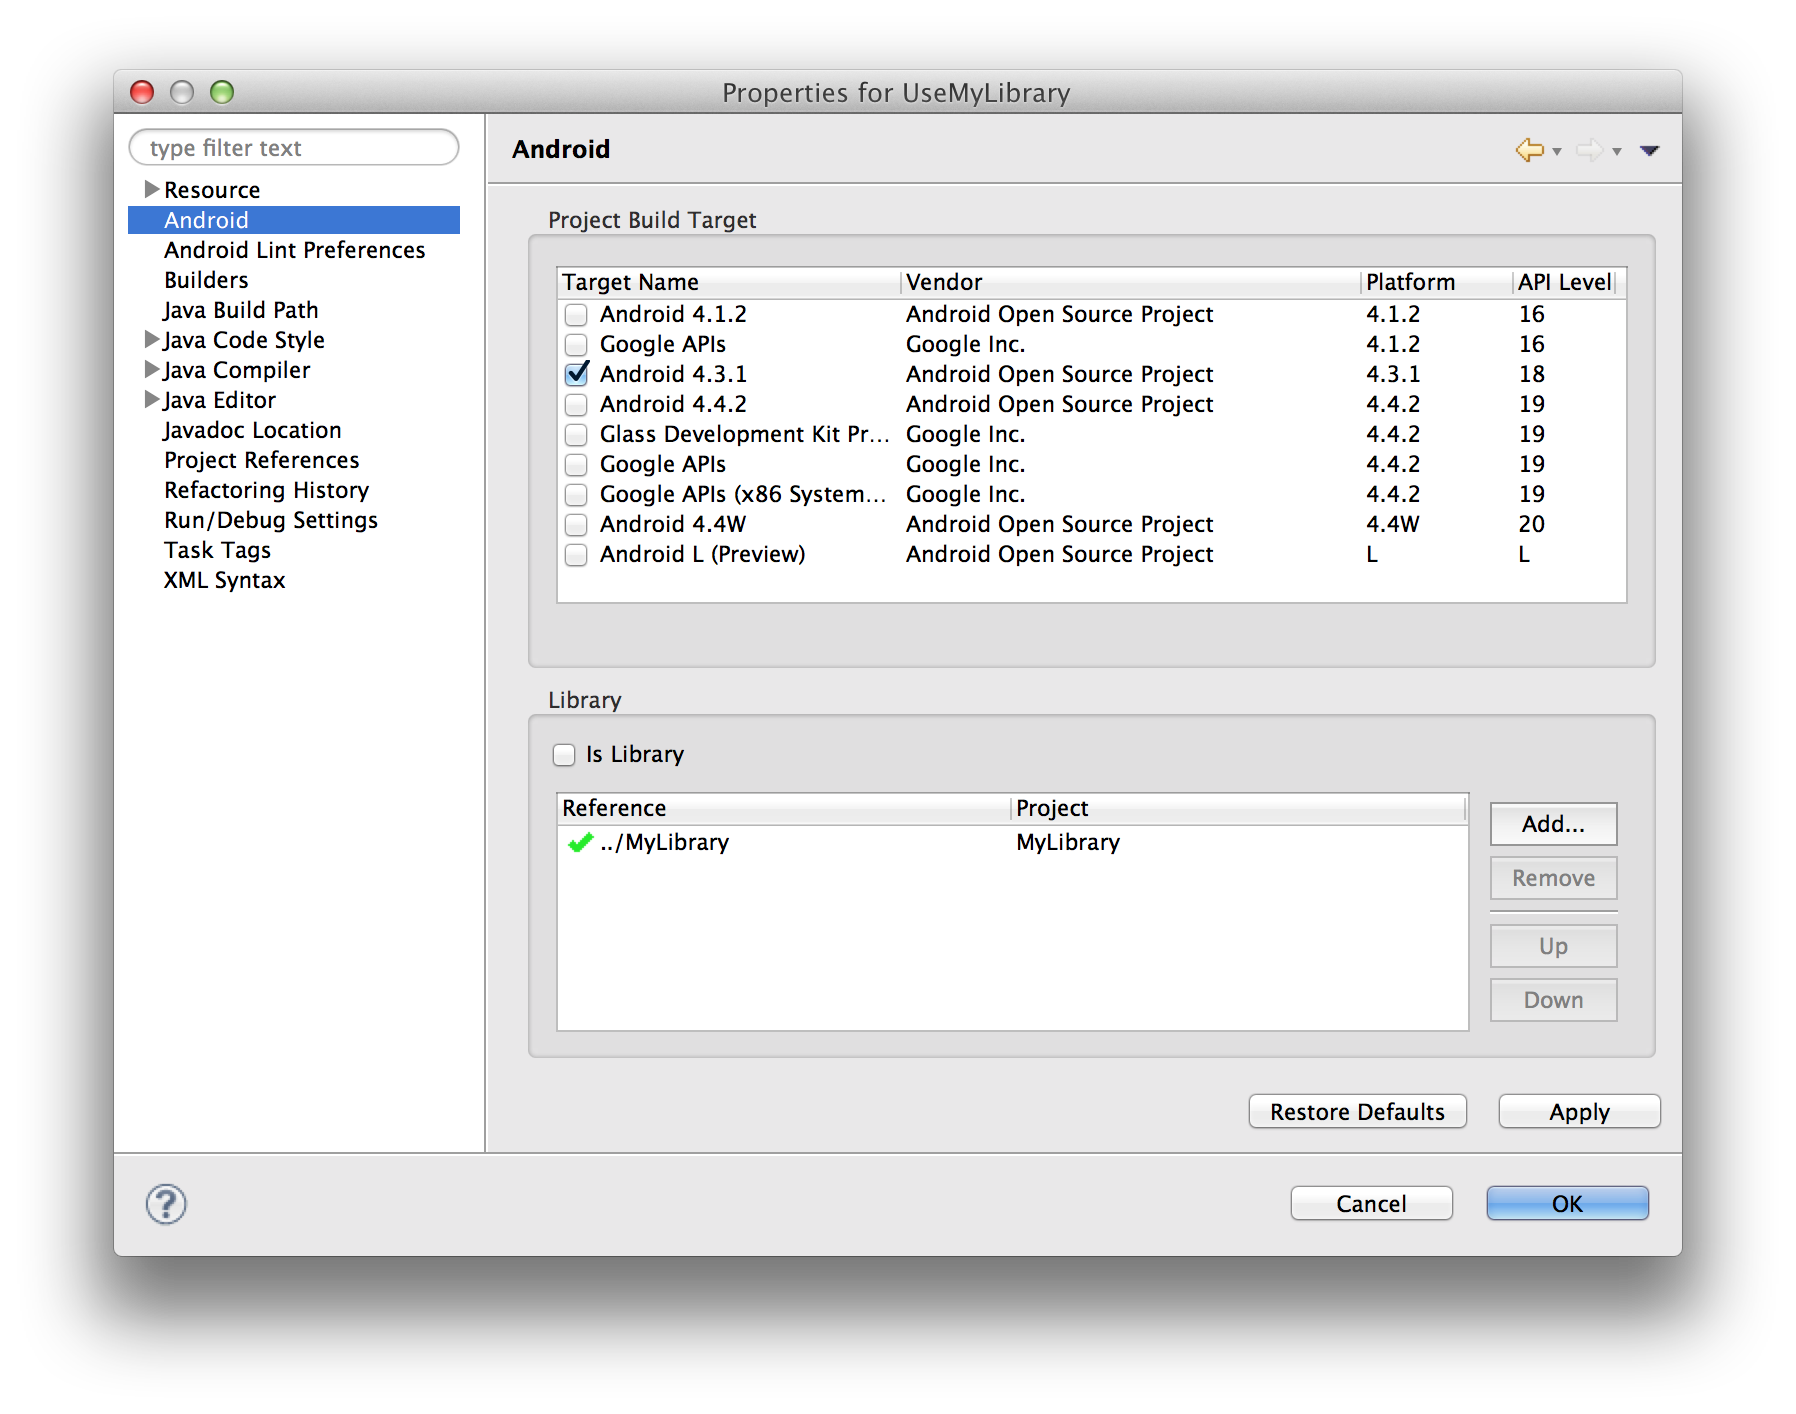 Properties for UseMyLibrary
type filter text
Resource
Android
Android Lint Preferences
Builders
Java Build Path
Java Code Style
Java Compiler
Java Editor
Javadoc Location
Project References
Refactoring History
Run/Debug Settings
Task Tags
XML Syntax
Android
Project Build Target
Target Name Vendor Platform API Level
Android 4.1.2 Android Open Source Project 4.1.2 16
Google APIs Google Inc. 4.1.2 16
Android 4.3.1 Android Open Source Project 4.3.1 18
Android 4.4.2 Android Open Source Project 4.4.2 19
Glass Development Kit Pr... Google Inc. 4.4.2 19
Google APIs Google Inc. 4.4.2 19
Google APIs (x86 System... Google Inc. 4.4.2 19
Android 4.4W Android Open Source Project 4.4W 20
Android L (Preview) Android Open Source Project L L
Library
Is Library
Reference Project
../MyLibrary MyLibrary
Add...
Remove
Up
Down
Restore Defaults Apply
? Cancel OK